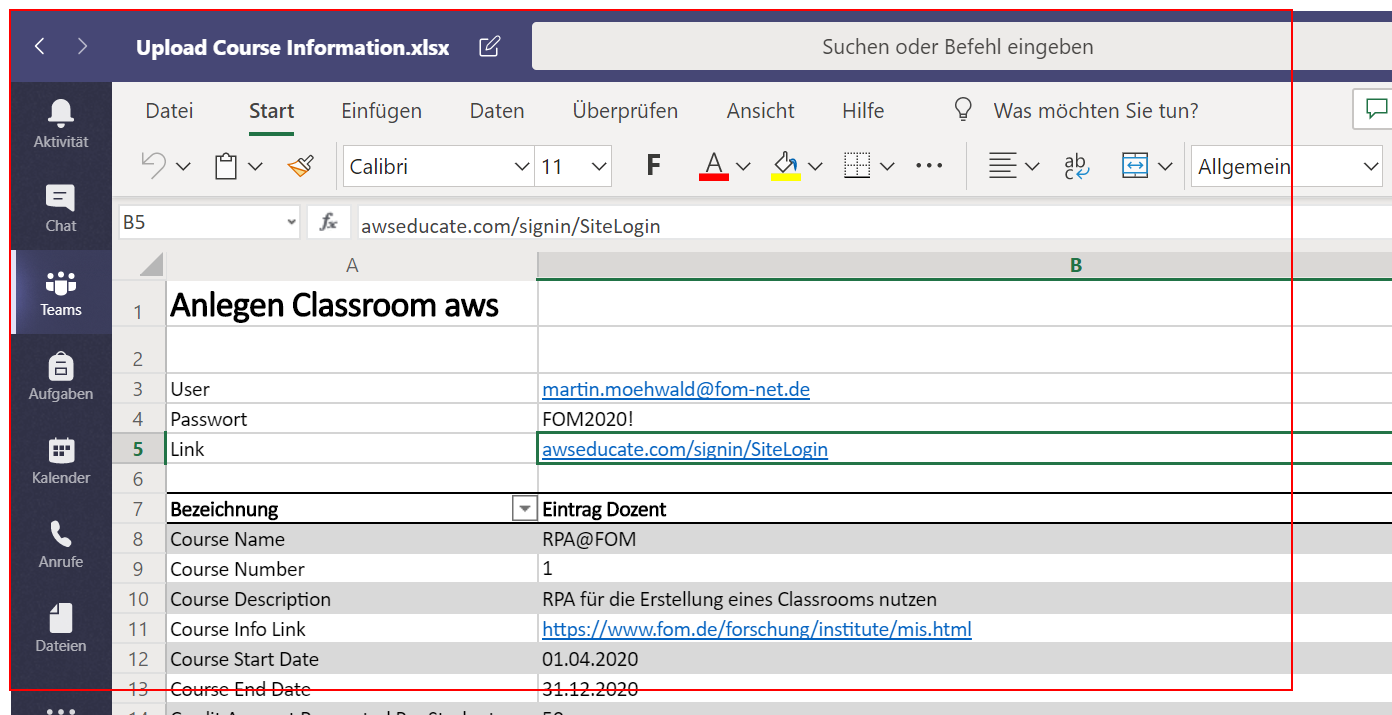 Upload Course Information.xlsx
Suchen oder Befehl eingeben
Aktivität
Chat
Teams
Aufgaben
Kalender
Anrufe
Dateien
Datei Start Einfügen Daten Überprüfen Ansicht Hilfe Was möchten Sie tun?
Calibri 11 F A ab c Allgemein
B5 fx awseducate.com/signin/SiteLogin
A B
1 Anlegen Classroom aws
2
3 User martin.moehwald@fom-net.de
4 Passwort FOM2020!
5 Link awseducate.com/signin/SiteLogin
6
7 Bezeichnung Eintrag Dozent
8 Course Name RPA@FOM
9 Course Number 1
10 Course Description RPA für die Erstellung eines Classrooms nutzen
11 Course Info Link https://www.fom.de/forschung/institute/mis.html
12 Course Start Date 01.04.2020
13 Course End Date 31.12.2020